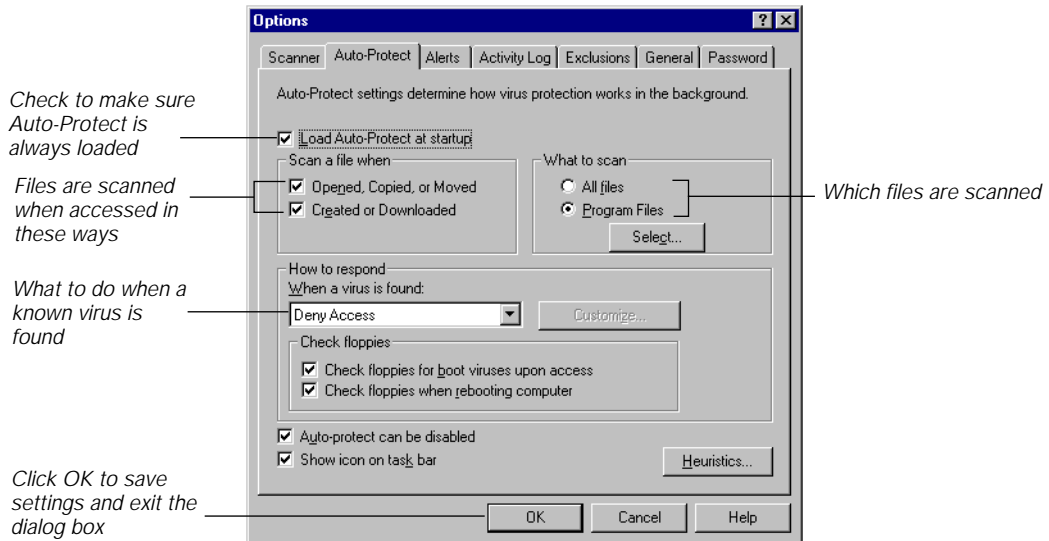 Options
Scanner Auto-Protect Alerts Activity Log Exclusions General Password
Auto-Protect settings determine how virus protection works in the background.
Check to make sure
Auto-Protect is
always loaded
Load Auto-Protect at startup
Scan a file when
Opened, Copied, or Moved
Created or Downloaded
Files are scanned
when accessed in
these ways
What to scan
All files
Program Files
Select...
Which files are scanned
How to respond
When a virus is found:
Deny Access
Customize...
What to do when a
known virus is
found
Check floppies
Check floppies for boot viruses upon access
Check floppies when rebooting computer
Auto-protect can be disabled
Show icon on task bar
Heuristics...
Click OK to save
settings and exit the
dialog box
OK Cancel Help